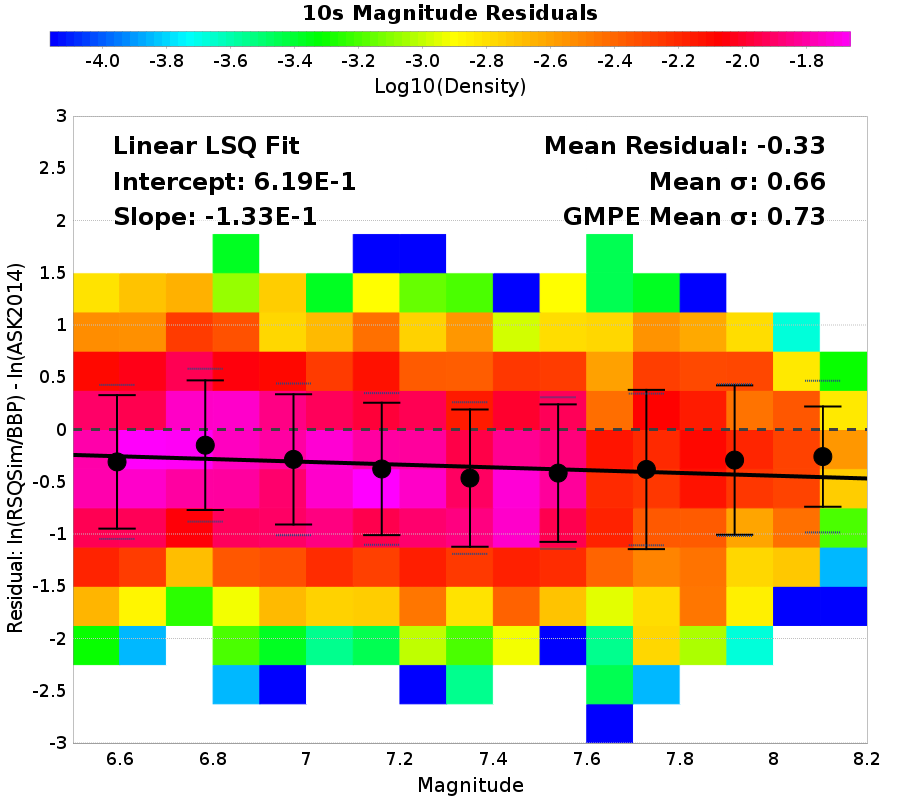 10s Magnitude Residuals
-4.0 -3.8 -3.6 -3.4 -3.2 -3.0 -2.8 -2.6 -2.4 -2.2 -2.0 -1.8
Log10(Density)
Linear LSQ Fit
Intercept: 6.19E-1
Slope: -1.33E-1
Mean Residual: -0.33
Mean σ: 0.66
GMPE Mean σ: 0.73
Residual: ln(RSQSim/BBP) - ln(ASK2014)
3
2.5
2
1.5
1
0.5
0
-0.5
-1
-1.5
-2
-2.5
-3
6.6 6.8 7 7.2 7.4 7.6 7.8 8 8.2
Magnitude